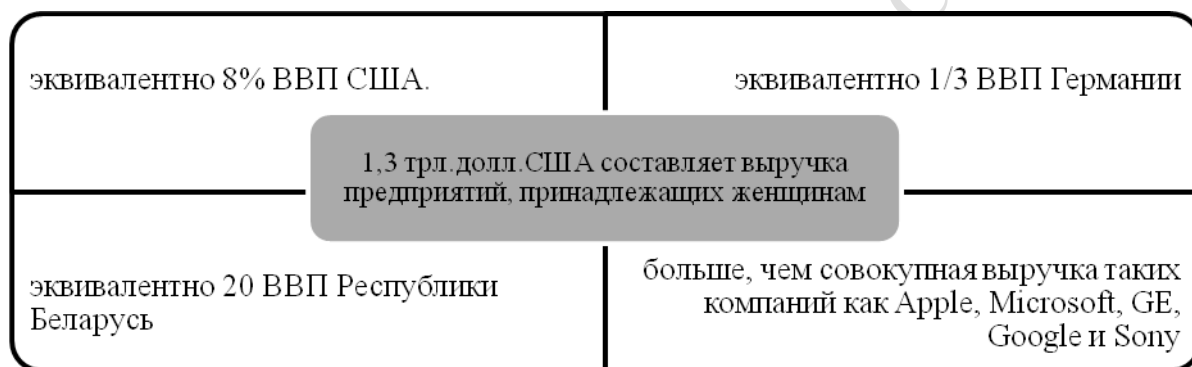 эквивалентно 8% ВВП США.
эквивалентно 1/3 ВВП Германии
1,3 трл.долл.США составляет выручка
предприятий, принадлежащих женщинам
эквивалентно 20 ВВП Республики
Беларусь
больше, чем совокупная выручка таких
компаний как Apple, Microsoft, GE,
Google и Sony